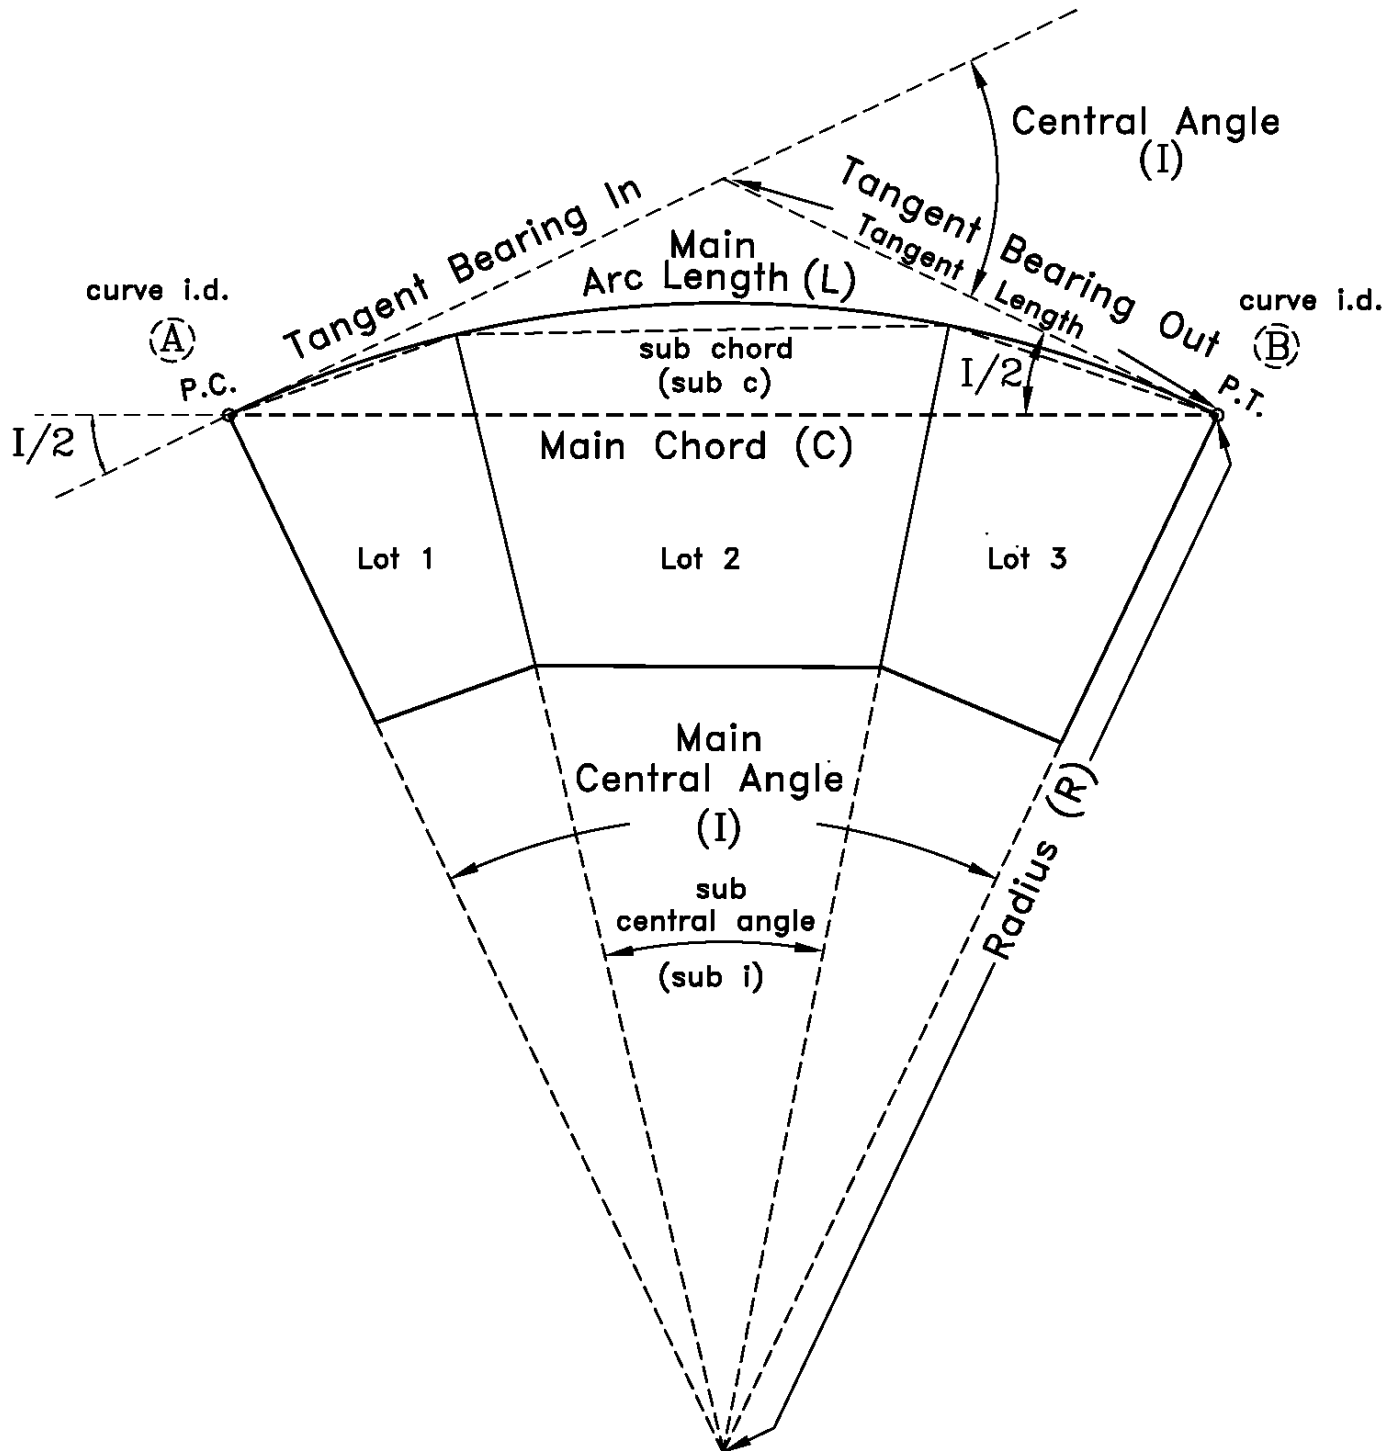 Central Angle
(I)
Tangent Bearing In
Tangent Bearing Out
Tangent Length
Main
Arc Length (L)
curve i.d.
A
curve i.d.
B
P.C.
P.T.
sub chord
(sub c)
I/2
I/2
Main Chord (C)
Lot 1
Lot 2
Lot 3
Main
Central Angle
(I)
Radius (R)
sub
central angle
(sub i)